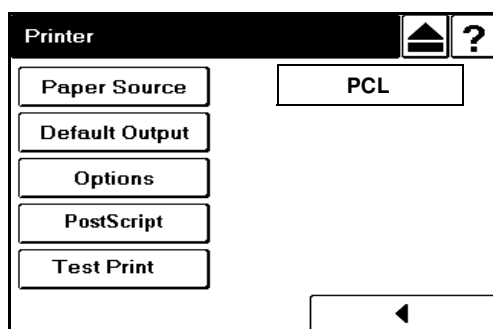 Printer ?
Paper Source
PCL
Default Output
Options
PostScript
Test Print